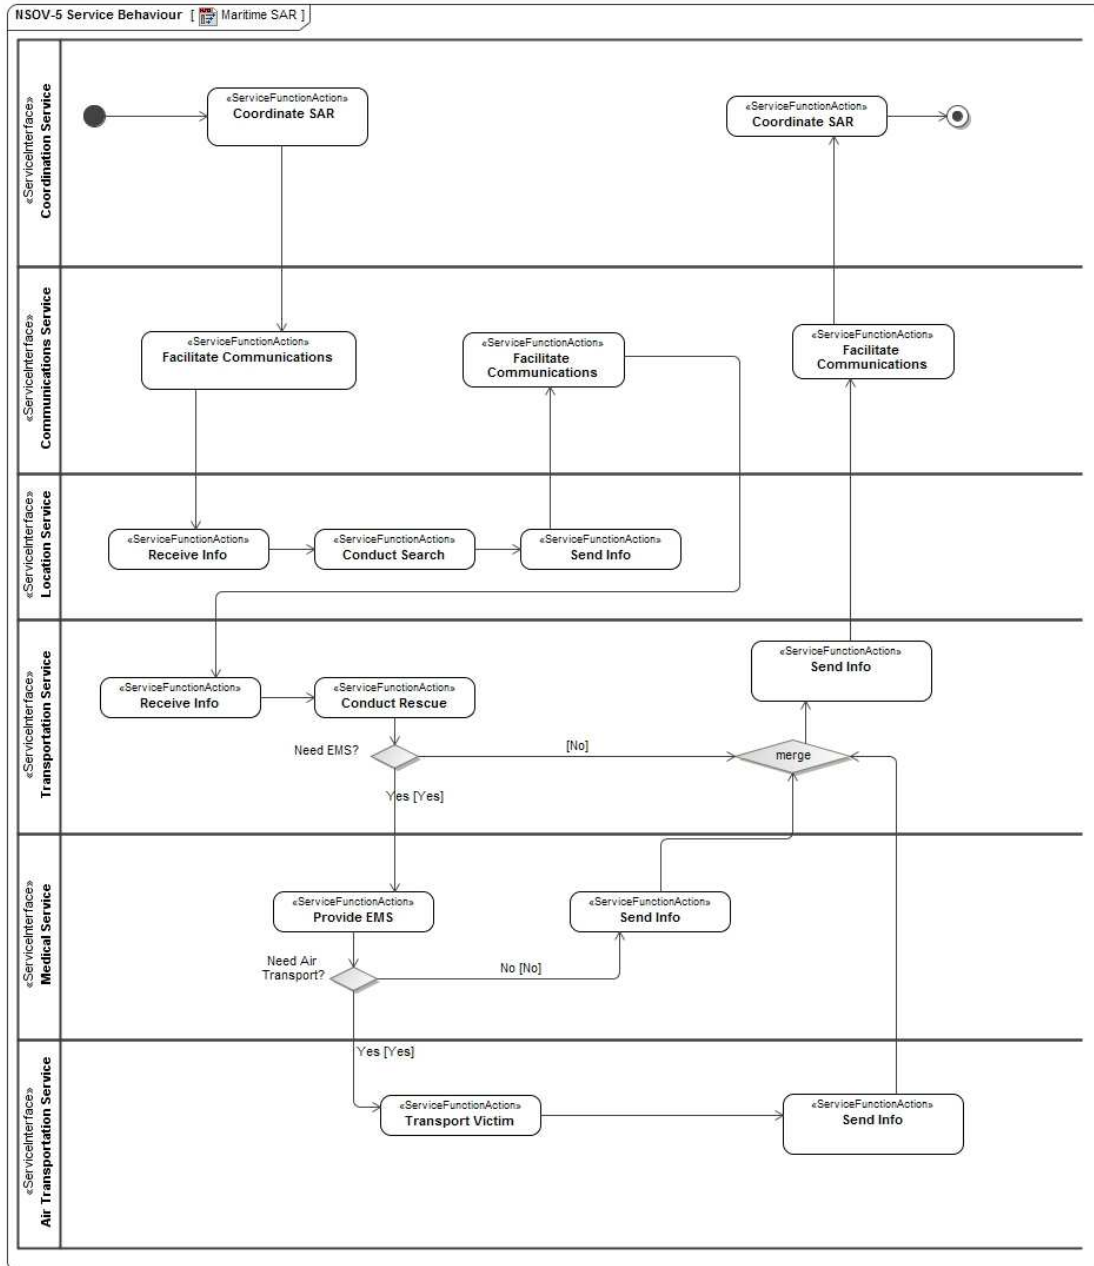 NSOV-5 Service Behaviour [ Maritime SAR ]
«ServiceInterface»
Coordination Service
«ServiceFunctionAction»
Coordinate SAR
«ServiceFunctionAction»
Coordinate SAR
«ServiceInterface»
Communications Service
«ServiceFunctionAction»
Facilitate Communications
«ServiceFunctionAction»
Facilitate
Communications
«ServiceFunctionAction»
Facilitate
Communications
«ServiceInterface»
Location Service
«ServiceFunctionAction»
Receive Info
«ServiceFunctionAction»
Conduct Search
«ServiceFunctionAction»
Send Info
«ServiceInterface»
Transportation Service
«ServiceFunctionAction»
Send Info
«ServiceFunctionAction»
Receive Info
«ServiceFunctionAction»
Conduct Rescue
Need EMS?
[No]
merge
Yes [Yes]
«ServiceInterface»
Medical Service
«ServiceFunctionAction»
Provide EMS
«ServiceFunctionAction»
Send Info
Need Air
Transport?
No [No]
«ServiceInterface»
Air Transportation Service
Yes [Yes]
«ServiceFunctionAction»
Transport Victim
«ServiceFunctionAction»
Send Info